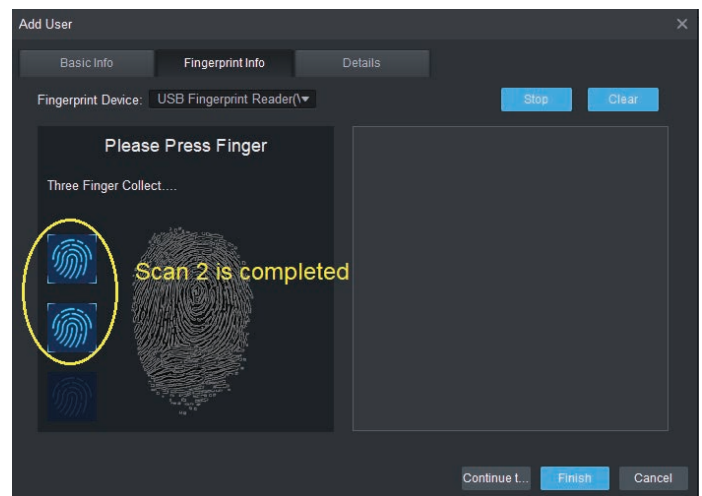 Add User
Basic Info Fingerprint Info Details
Fingerprint Device: USB Fingerprint Reader(\ Stop Clear
Please Press Finger
Three Finger Collect....
Scan 2 is completed
Continue t... Finish Cancel